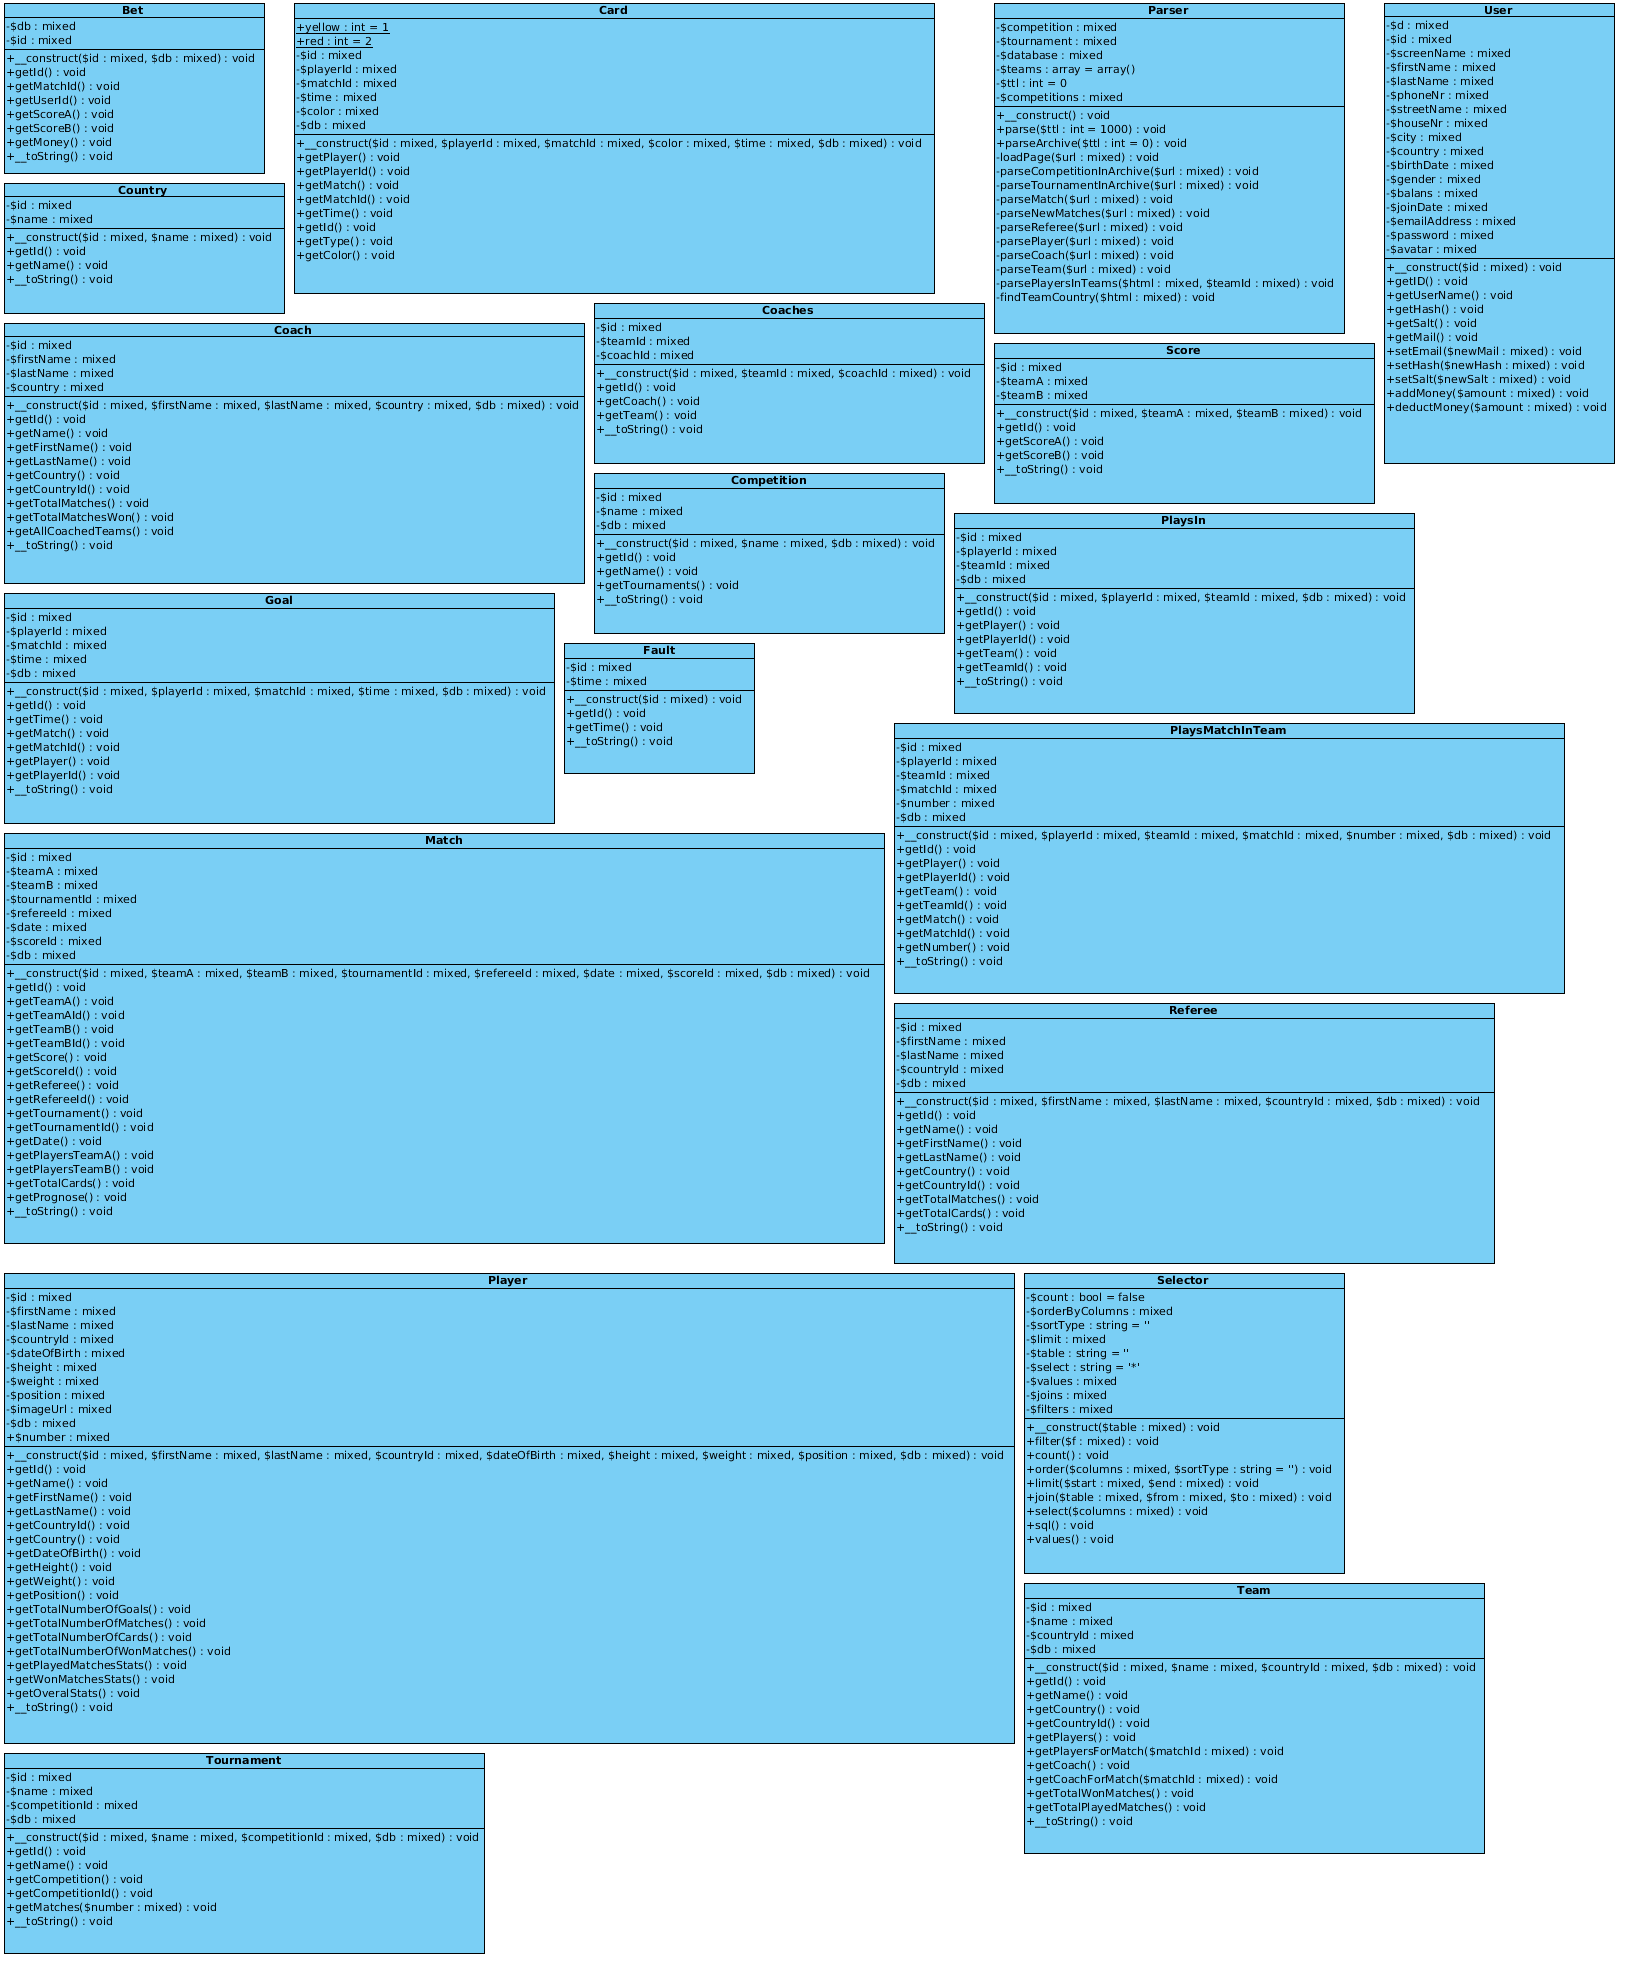 Bet
-$db : mixed
-$id : mixed
+__construct($id : mixed, $db : mixed) : void
+getId() : void
+getMatchId() : void
+getUserId() : void
+getScoreA() : void
+getScoreB() : void
+getMoney() : void
+__toString() : void
Card
+yellow : int = 1
+red : int = 2
-$id : mixed
-$playerId : mixed
-$matchId : mixed
-$time : mixed
-$color : mixed
-$db : mixed
+__construct($id : mixed, $playerId : mixed, $matchId : mixed, $color : mixed, $time : mixed, $db : mixed) : void
+getPlayer() : void
+getPlayerId() : void
+getMatch() : void
+getMatchId() : void
+getTime() : void
+getId() : void
+getType() : void
+getColor() : void
Parser
-$competition : mixed
-$tournament : mixed
-$database : mixed
-$teams : array = array()
-$ttl : int = 0
-$competitions : mixed
+__construct() : void
+parse($ttl : int = 1000) : void
+parseArchive($ttl : int = 0) : void
-loadPage($url : mixed) : void
-parseCompetitionInArchive($url : mixed) : void
-parseTournamentInArchive($url : mixed) : void
-parseMatch($url : mixed) : void
-parseNewMatches($url : mixed) : void
-parseReferee($url : mixed) : void
-parsePlayer($url : mixed) : void
-parseCoach($url : mixed) : void
-parseTeam($url : mixed) : void
-parsePlayersInTeams($html : mixed, $teamId : mixed) : void
-findTeamCountry($html : mixed) : void
User
-$d : mixed
-$id : mixed
-$screenName : mixed
-$firstName : mixed
-$lastName : mixed
-$phoneNr : mixed
-$streetName : mixed
-$houseNr : mixed
-$city : mixed
-$country : mixed
-$birthDate : mixed
-$gender : mixed
-$balans : mixed
-$joinDate : mixed
-$emailAddress : mixed
-$password : mixed
-$avatar : mixed
+__construct($id : mixed) : void
+getID() : void
+getUserName() : void
+getHash() : void
+getSalt() : void
+getMail() : void
+setEmail($newMail : mixed) : void
+setHash($newHash : mixed) : void
+setSalt($newSalt : mixed) : void
+addMoney($amount : mixed) : void
+deductMoney($amount : mixed) : void
Country
-$id : mixed
-$name : mixed
+__construct($id : mixed, $name : mixed) : void
+getId() : void
+getName() : void
+__toString() : void
Coach
-$id : mixed
-$firstName : mixed
-$lastName : mixed
-$country : mixed
+__construct($id : mixed, $firstName : mixed, $lastName : mixed, $country : mixed, $db : mixed) : void
+getId() : void
+getName() : void
+getFirstName() : void
+getLastName() : void
+getCountry() : void
+getCountryId() : void
+getTotalMatches() : void
+getTotalMatchesWon() : void
+getAllCoachedTeams() : void
+__toString() : void
Coaches
-$id : mixed
-$teamId : mixed
-$coachId : mixed
+__construct($id : mixed, $teamId : mixed, $coachId : mixed) : void
+getId() : void
+getCoach() : void
+getTeam() : void
+__toString() : void
Score
-$id : mixed
-$teamA : mixed
-$teamB : mixed
+__construct($id : mixed, $teamA : mixed, $teamB : mixed) : void
+getId() : void
+getScoreA() : void
+getScoreB() : void
+__toString() : void
Competition
-$id : mixed
-$name : mixed
-$db : mixed
+__construct($id : mixed, $name : mixed, $db : mixed) : void
+getId() : void
+getName() : void
+getTournaments() : void
+__toString() : void
PlaysIn
-$id : mixed
-$playerId : mixed
-$teamId : mixed
-$db : mixed
+__construct($id : mixed, $playerId : mixed, $teamId : mixed, $db : mixed) : void
+getId() : void
+getPlayer() : void
+getPlayerId() : void
+getTeam() : void
+getTeamId() : void
+__toString() : void
Goal
-$id : mixed
-$playerId : mixed
-$matchId : mixed
-$time : mixed
-$db : mixed
+__construct($id : mixed, $playerId : mixed, $matchId : mixed, $time : mixed, $db : mixed) : void
+getId() : void
+getTime() : void
+getMatch() : void
+getMatchId() : void
+getPlayer() : void
+getPlayerId() : void
+__toString() : void
Fault
-$id : mixed
-$time : mixed
+__construct($id : mixed) : void
+getId() : void
+getTime() : void
+__toString() : void
PlaysMatchInTeam
-$id : mixed
-$playerId : mixed
-$teamId : mixed
-$matchId : mixed
-$number : mixed
-$db : mixed
+__construct($id : mixed, $playerId : mixed, $teamId : mixed, $matchId : mixed, $number : mixed, $db : mixed) : void
+getId() : void
+getPlayer() : void
+getPlayerId() : void
+getTeam() : void
+getTeamId() : void
+getMatch() : void
+getMatchId() : void
+getNumber() : void
+__toString() : void
Match
-$id : mixed
-$teamA : mixed
-$teamB : mixed
-$tournamentId : mixed
-$refereeId : mixed
-$date : mixed
-$scoreId : mixed
-$db : mixed
+__construct($id : mixed, $teamA : mixed, $teamB : mixed, $tournamentId : mixed, $refereeId : mixed, $date : mixed, $scoreId : mixed, $db : mixed) : void
+getId() : void
+getTeamA() : void
+getTeamAId() : void
+getTeamB() : void
+getTeamBId() : void
+getScore() : void
+getScoreId() : void
+getReferee() : void
+getRefereeId() : void
+getTournament() : void
+getTournamentId() : void
+getDate() : void
+getPlayersTeamA() : void
+getPlayersTeamB() : void
+getTotalCards() : void
+getPrognose() : void
+__toString() : void
Referee
-$id : mixed
-$firstName : mixed
-$lastName : mixed
-$countryId : mixed
-$db : mixed
+__construct($id : mixed, $firstName : mixed, $lastName : mixed, $countryId : mixed, $db : mixed) : void
+getId() : void
+getName() : void
+getFirstName() : void
+getLastName() : void
+getCountry() : void
+getCountryId() : void
+getTotalMatches() : void
+getTotalCards() : void
+__toString() : void
Player
-$id : mixed
-$firstName : mixed
-$lastName : mixed
-$countryId : mixed
-$dateOfBirth : mixed
-$height : mixed
-$weight : mixed
-$position : mixed
-$imageUrl : mixed
-$db : mixed
+$number : mixed
+__construct($id : mixed, $firstName : mixed, $lastName : mixed, $countryId : mixed, $dateOfBirth : mixed, $height : mixed, $weight : mixed, $position : mixed, $db : mixed) : void
+getId() : void
+getName() : void
+getFirstName() : void
+getLastName() : void
+getCountryId() : void
+getCountry() : void
+getDateOfBirth() : void
+getHeight() : void
+getWeight() : void
+getPosition() : void
+getTotalNumberOfGoals() : void
+getTotalNumberOfMatches() : void
+getTotalNumberOfCards() : void
+getTotalNumberOfWonMatches() : void
+getPlayedMatchesStats() : void
+getWonMatchesStats() : void
+getOveralStats() : void
+__toString() : void
Selector
-$count : bool = false
-$orderByColumns : mixed
-$sortType : string = ''
-$limit : mixed
-$table : string = ''
-$select : string = '*'
-$values : mixed
-$joins : mixed
-$filters : mixed
+__construct($table : mixed) : void
+filter($f : mixed) : void
+count() : void
+order($columns : mixed, $sortType : string = '') : void
+limit($start : mixed, $end : mixed) : void
+join($table : mixed, $from : mixed, $to : mixed) : void
+select($columns : mixed) : void
+sql() : void
+values() : void
Team
-$id : mixed
-$name : mixed
-$countryId : mixed
-$db : mixed
+__construct($id : mixed, $name : mixed, $countryId : mixed, $db : mixed) : void
+getId() : void
+getName() : void
+getCountry() : void
+getCountryId() : void
+getPlayers() : void
+getPlayersForMatch($matchId : mixed) : void
+getCoach() : void
+getCoachForMatch($matchId : mixed) : void
+getTotalWonMatches() : void
+getTotalPlayedMatches() : void
+__toString() : void
Tournament
-$id : mixed
-$name : mixed
-$competitionId : mixed
-$db : mixed
+__construct($id : mixed, $name : mixed, $competitionId : mixed, $db : mixed) : void
+getId() : void
+getName() : void
+getCompetition() : void
+getCompetitionId() : void
+getMatches($number : mixed) : void
+__toString() : void